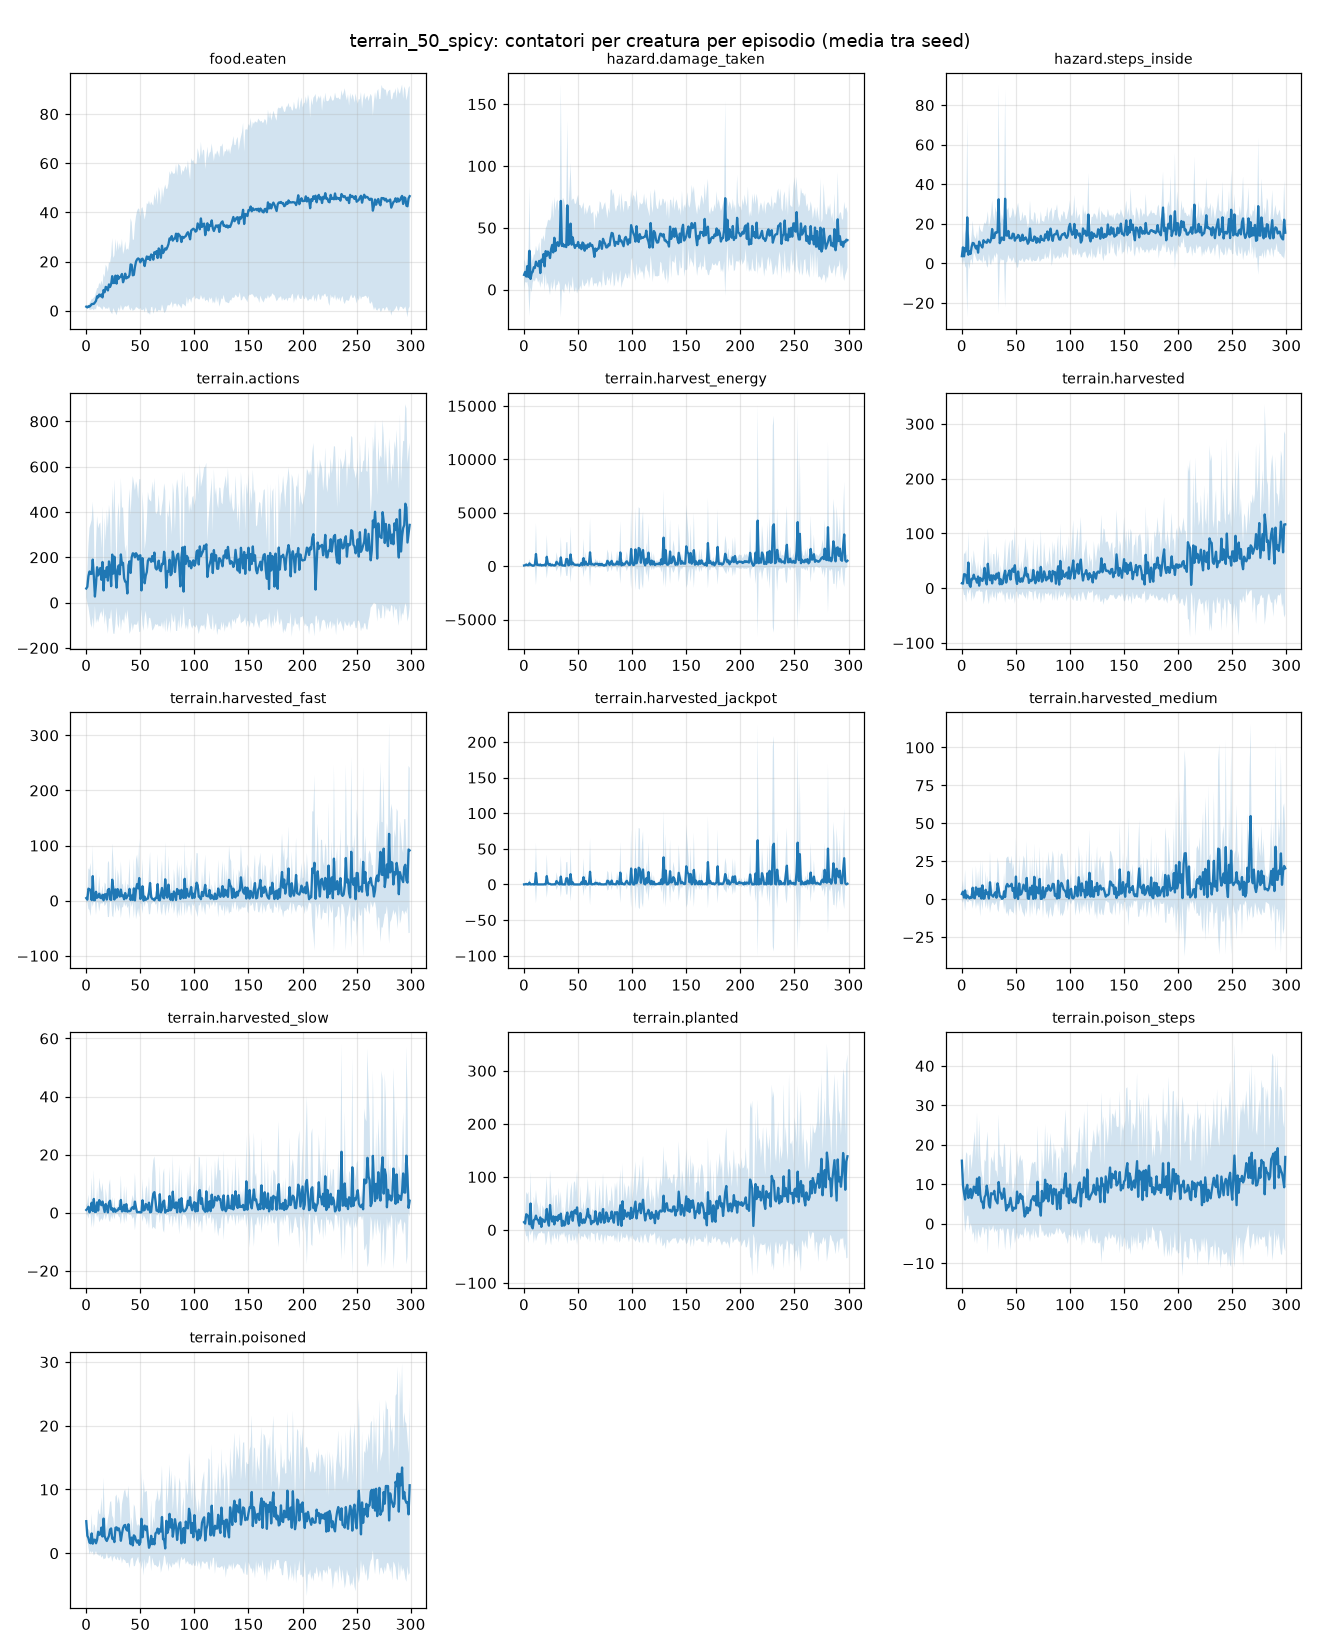 terrain_50_spicy: contatori per creatura per episodio (media tra seed)
food.eaten
80
60
40
20
0
0 50 100 150 200 250 300
hazard.damage_taken
150
100
50
0
0 50 100 150 200 250 300
hazard.steps_inside
80
60
40
20
0
−20
0 50 100 150 200 250 300
terrain.actions
800
600
400
200
0
−200
0 50 100 150 200 250 300
terrain.harvest_energy
15000
10000
5000
0
−5000
0 50 100 150 200 250 300
terrain.harvested
300
200
100
0
−100
0 50 100 150 200 250 300
terrain.harvested_fast
300
200
100
0
−100
0 50 100 150 200 250 300
terrain.harvested_jackpot
200
150
100
50
0
−50
−100
0 50 100 150 200 250 300
terrain.harvested_medium
100
75
50
25
0
−25
0 50 100 150 200 250 300
terrain.harvested_slow
60
40
20
0
−20
0 50 100 150 200 250 300
terrain.planted
300
200
100
0
−100
0 50 100 150 200 250 300
terrain.poison_steps
40
30
20
10
0
−10
0 50 100 150 200 250 300
terrain.poisoned
30
20
10
0
0 50 100 150 200 250 300